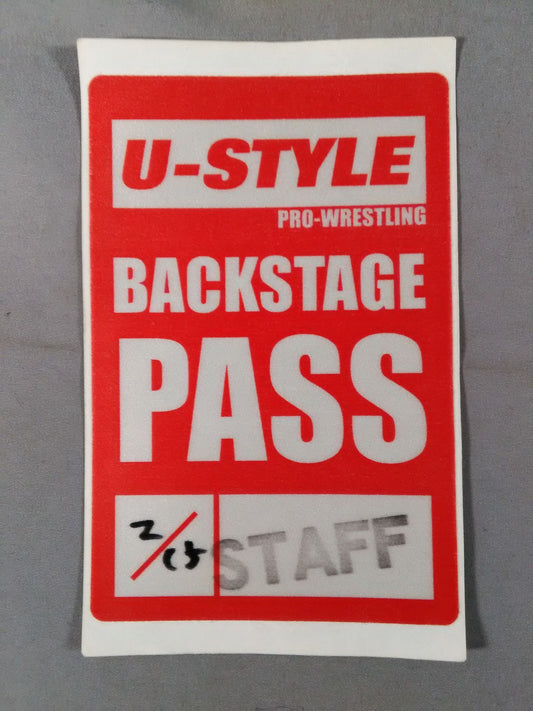 U-STYLE
PRO-WRESTLING
BACKSTAGE
PASS
2/15 STAFF